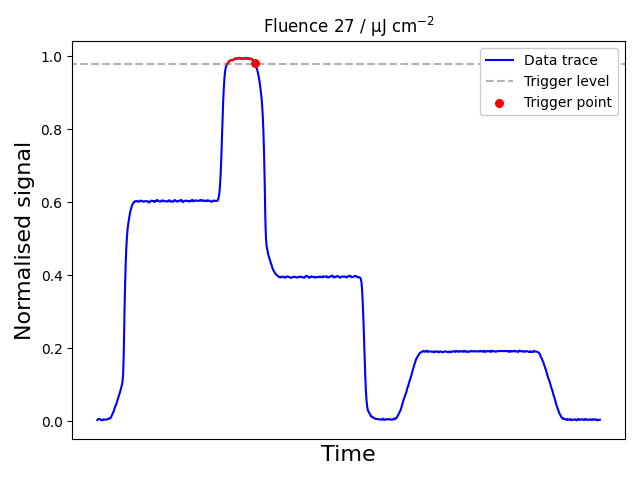 Fluence 27 / µJ cm⁻²
Normalised signal
1.0
0.8
0.6
0.4
0.2
0.0
Data trace
Trigger level
Trigger point
Time